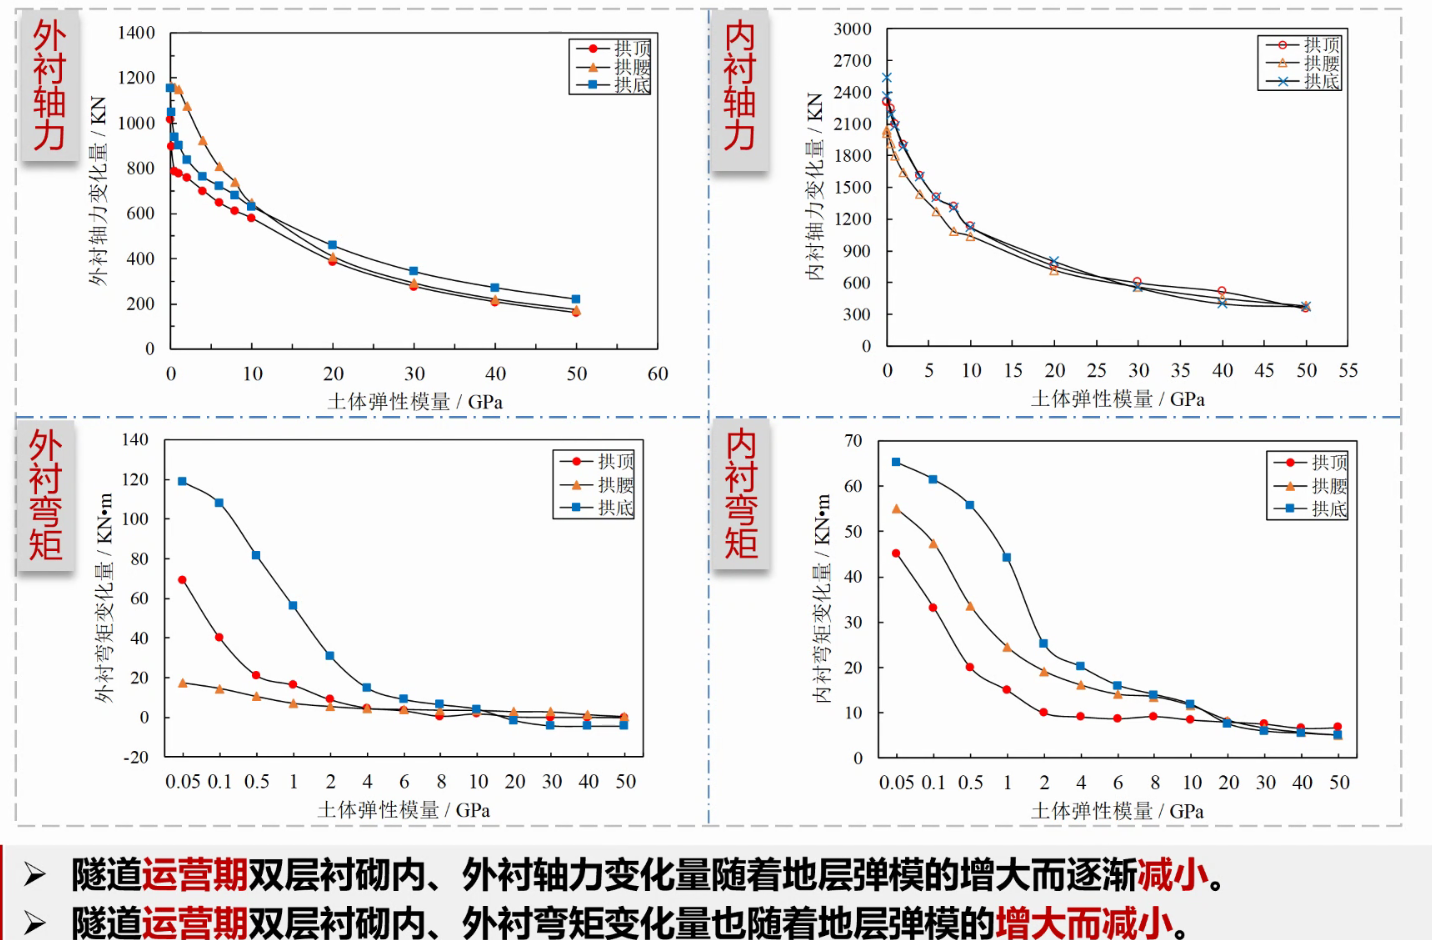 外衬轴力
1400
1200
1000
800
600
400
200
0
外衬轴力变化量 / KN
拱顶
拱腰
拱底
0 10 20 30 40 50 60
土体弹性模量 / GPa
内衬轴力
3000
2700
2400
2100
1800
1500
1200
900
600
300
0
内衬轴力变化量 / KN
拱顶
拱腰
拱底
0 5 10 15 20 25 30 35 40 45 50 55
土体弹性模量 / GPa
外衬弯矩
140
120
100
80
60
40
20
0
-20
外衬弯矩变化量 / KN•m
拱顶
拱腰
拱底
0.05 0.1 0.5 1 2 4 6 8 10 20 30 40 50
土体弹性模量 / GPa
内衬弯矩
70
60
50
40
30
20
10
0
内衬弯矩变化量 / KN•m
拱顶
拱腰
拱底
0.05 0.1 0.5 1 2 4 6 8 10 20 30 40 50
土体弹性模量 / GPa
➢ 隧道运营期双层衬砌内、外衬轴力变化量随着地层弹模的增大而逐渐减小。
➢ 隧道运营期双层衬砌内、外衬弯矩变化量也随着地层弹模的增大而减小。